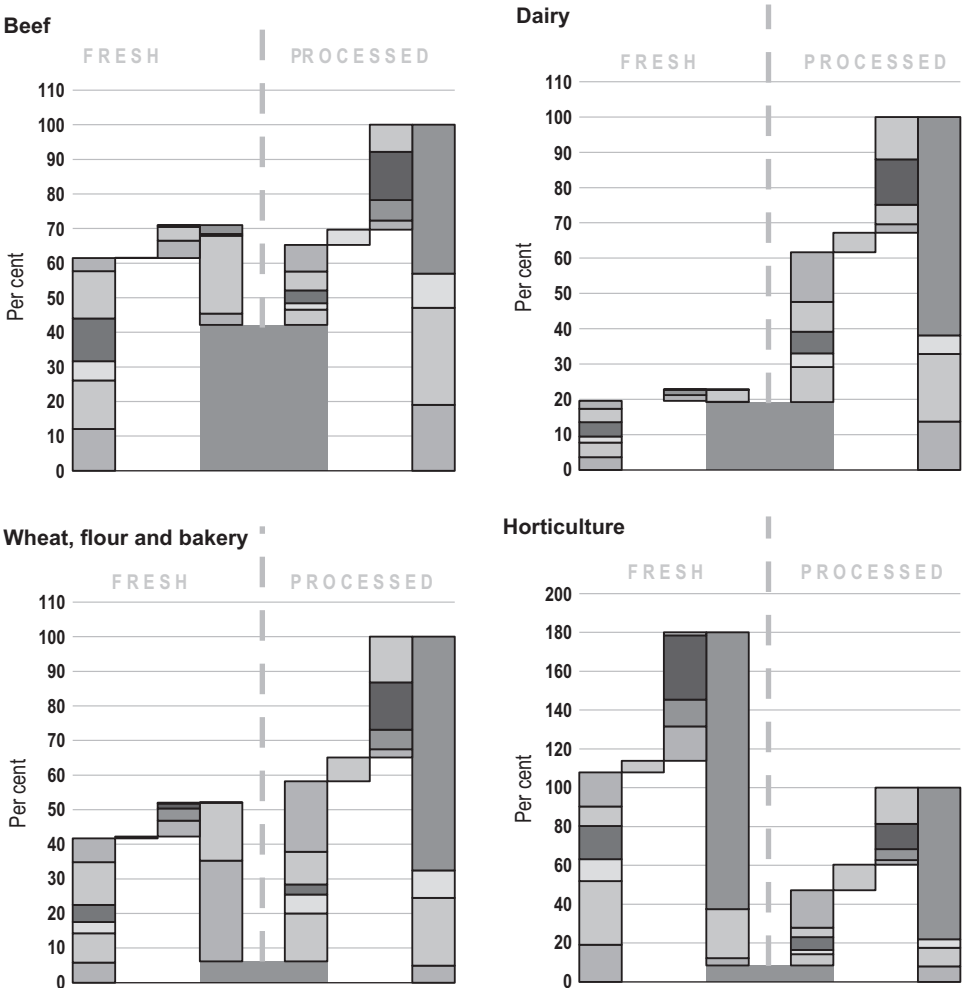 Beef
FRESH
PROCESSED
110
100
90
80
70
60
50
40
30
20
10
0
Per cent
Dairy
FRESH
PROCESSED
110
100
90
80
70
60
50
40
30
20
10
0
Per cent
Wheat, flour and bakery
FRESH
PROCESSED
110
100
90
80
70
60
50
40
30
20
10
0
Per cent
Horticulture
FRESH
PROCESSED
200
180
160
140
120
100
80
60
40
20
0
Per cent